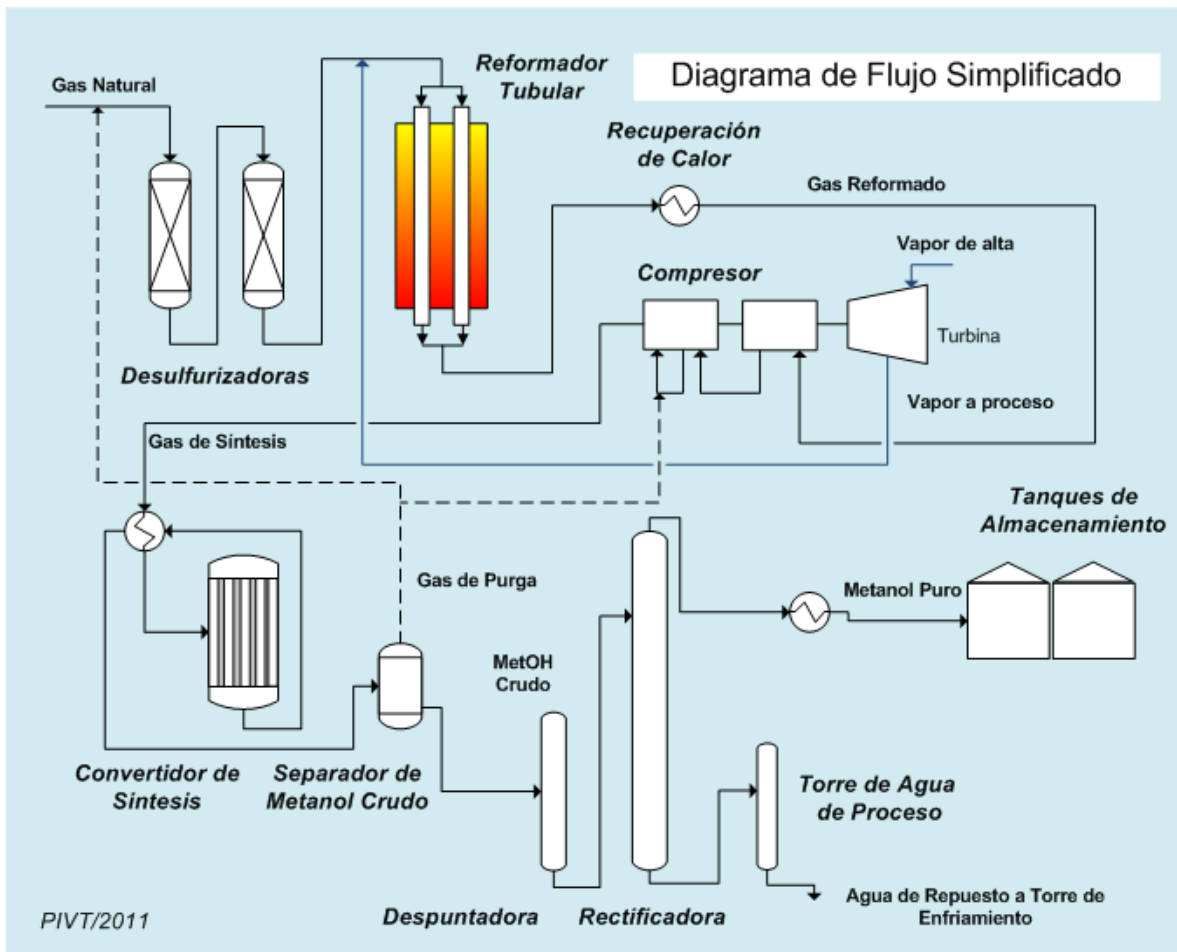 Diagrama de Flujo Simplificado
Gas Natural
Reformador
Tubular
Recuperación
de Calor
Gas Reformado
Vapor de alta
Compresor
Turbina
Desulfurizadoras
Vapor a proceso
Gas de Síntesis
Tanques de
Almacenamiento
Gas de Purga
Metanol Puro
MetOH
Crudo
Convertidor de
Síntesis
Separador de
Metanol Crudo
Torre de Agua
de Proceso
Despuntadora
Rectificadora
Agua de Repuesto a Torre de
Enfriamiento
PIVT/2011